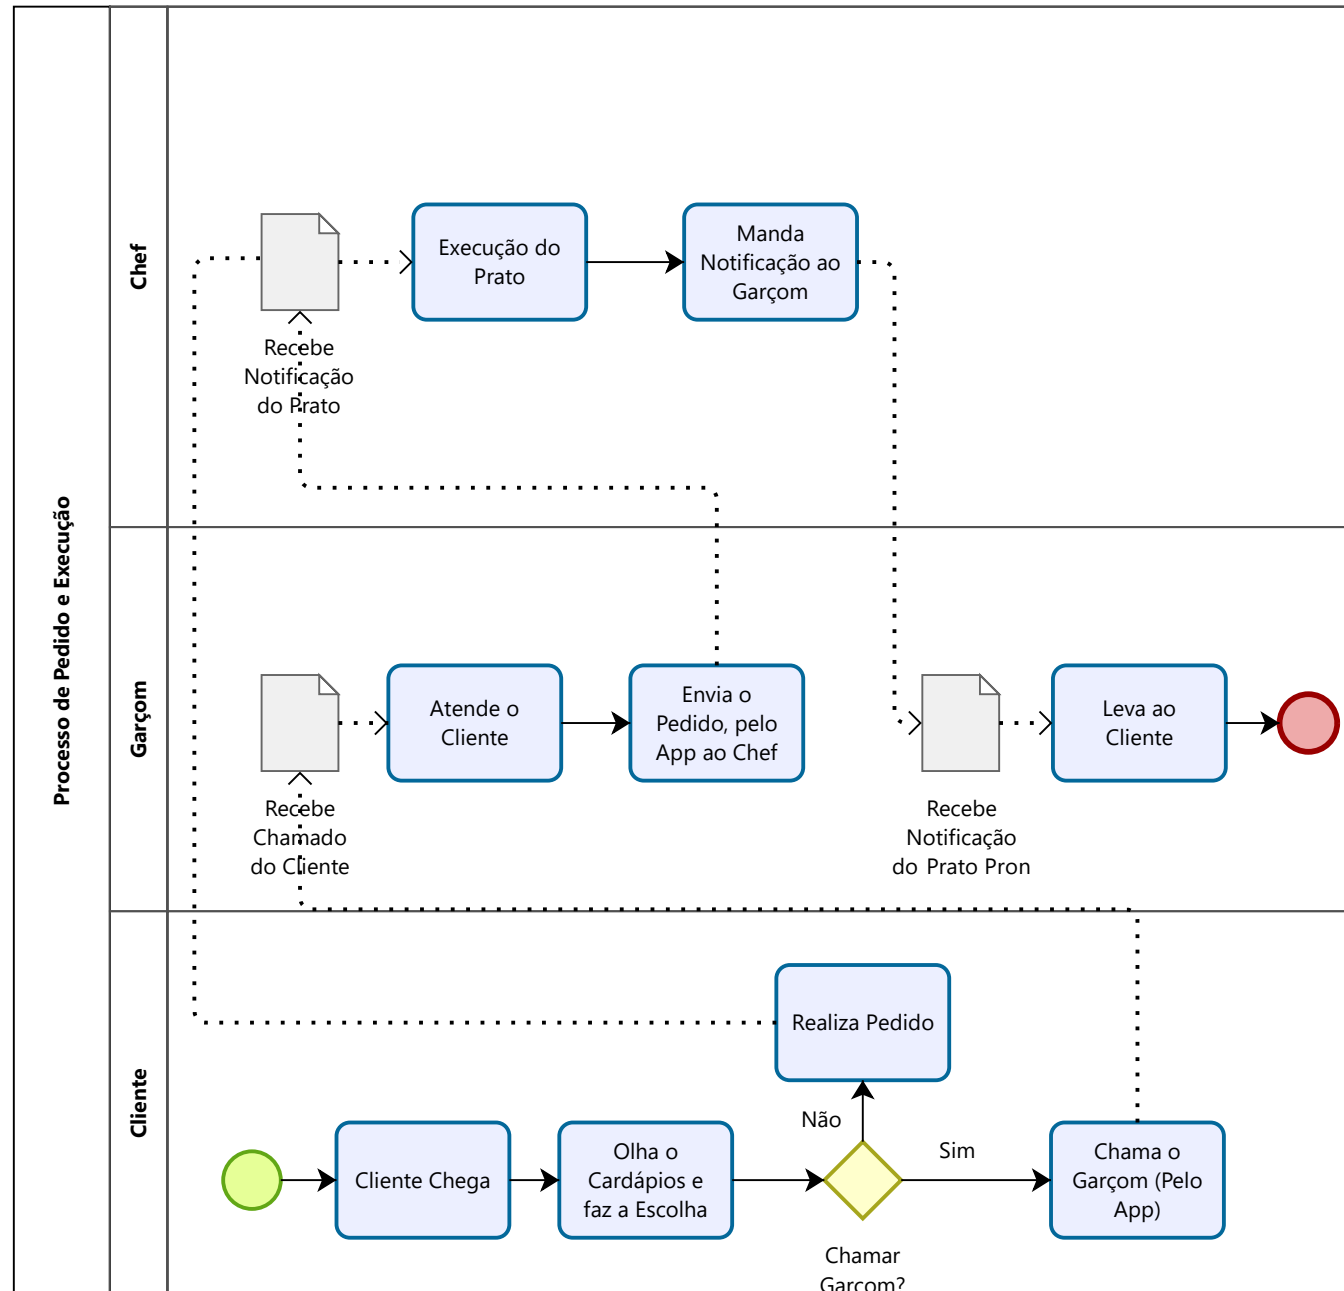 Processo de Pedido e Execução
Chef
Execução do
Prato
Manda
Notificação ao
Garçom
Recebe
Notificação
do Prato
Garçom
Atende o
Cliente
Envia o
Pedido, pelo
App ao Chef
Leva ao
Cliente
Recebe
Chamado
do Cliente
Recebe
Notificação
do Prato Pron
Cliente
Realiza Pedido
Não
Sim
Cliente Chega
Olha o
Cardápios e
faz a Escolha
Chama o
Garçom (Pelo
App)
Chamar
Garçom?